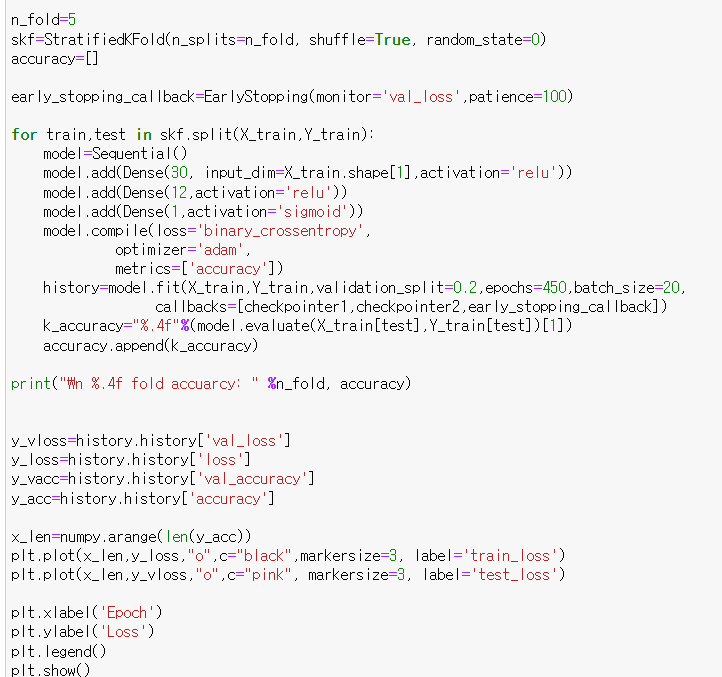 n_fold=5
skf=StratifiedKFold(n_splits=n_fold, shuffle=True, random_state=0)
accuracy=[]

early_stopping_callback=EarlyStopping(monitor='val_loss',patience=100)

for train,test in skf.split(X_train,Y_train):
    model=Sequential()
    model.add(Dense(30, input_dim=X_train.shape[1],activation='relu'))
    model.add(Dense(12,activation='relu'))
    model.add(Dense(1,activation='sigmoid'))
    model.compile(loss='binary_crossentropy',
            optimizer='adam',
            metrics=['accuracy'])
    history=model.fit(X_train,Y_train,validation_split=0.2,epochs=450,batch_size=20,
                callbacks=[checkpointer1,checkpointer2,early_stopping_callback])
    k_accuracy="%.4f"%(model.evaluate(X_train[test],Y_train[test])[1])
    accuracy.append(k_accuracy)

print("₩n %.4f fold accuarcy: " %n_fold, accuracy)


y_vloss=history.history['val_loss']
y_loss=history.history['loss']
y_vacc=history.history['val_accuracy']
y_acc=history.history['accuracy']

x_len=numpy.arange(len(y_acc))
plt.plot(x_len,y_loss,"o",c="black",markersize=3, label='train_loss')
plt.plot(x_len,y_vloss,"o",c="pink", markersize=3, label='test_loss')

plt.xlabel('Epoch')
plt.ylabel('Loss')
plt.legend()
plt.show()